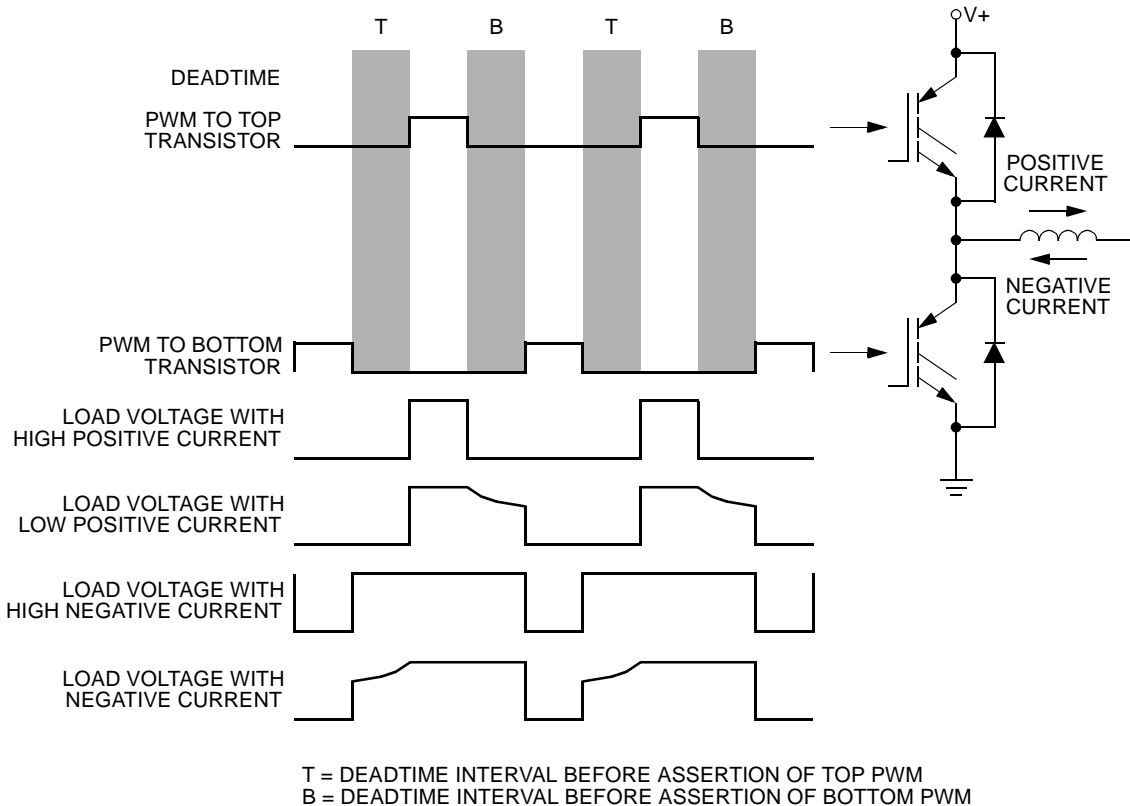 T B T B
V+
DEADTIME
PWM TO TOP
TRANSISTOR
POSITIVE
CURRENT
NEGATIVE
CURRENT
PWM TO BOTTOM
TRANSISTOR
LOAD VOLTAGE WITH
HIGH POSITIVE CURRENT
LOAD VOLTAGE WITH
LOW POSITIVE CURRENT
LOAD VOLTAGE WITH
HIGH NEGATIVE CURRENT
LOAD VOLTAGE WITH
NEGATIVE CURRENT
T = DEADTIME INTERVAL BEFORE ASSERTION OF TOP PWM
B = DEADTIME INTERVAL BEFORE ASSERTION OF BOTTOM PWM